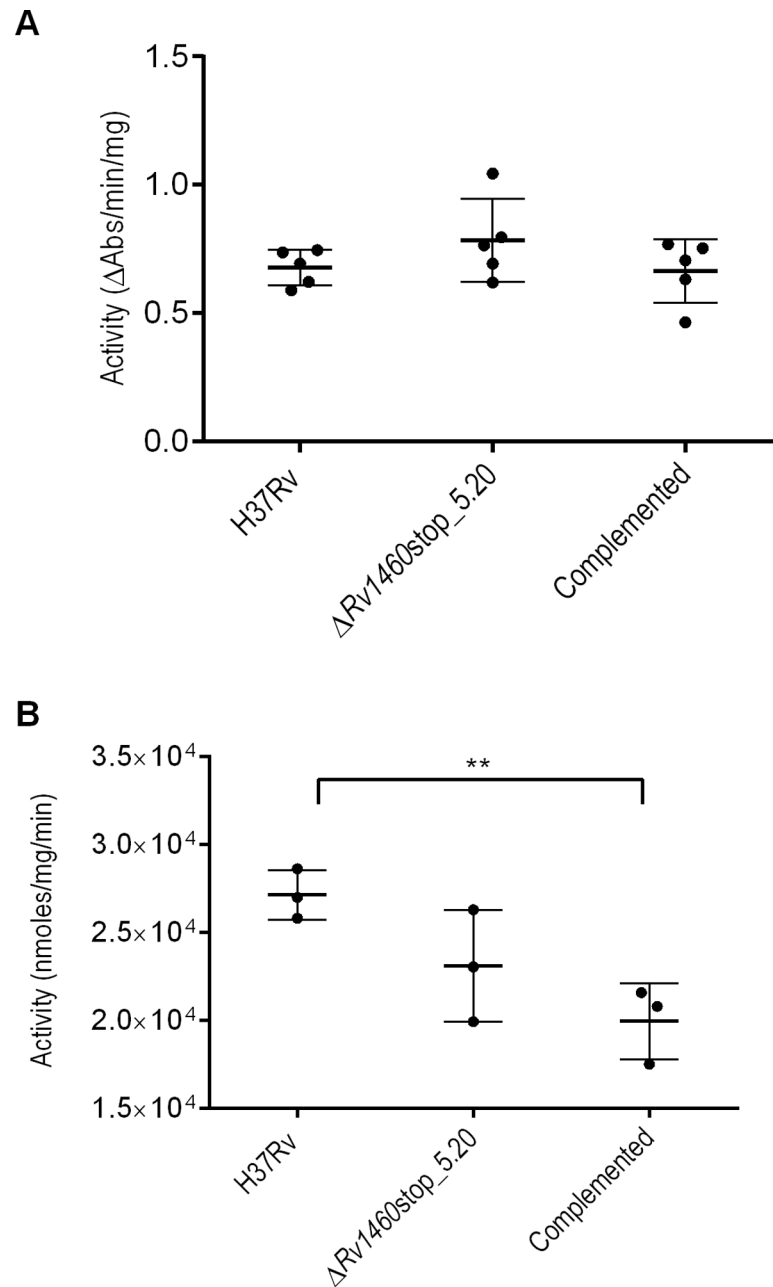 A
Activity (ΔAbs/min/mg)
1.5
1.0
0.5
0.0
H37Rv
ΔRv1460stop_5.20
Complemented
B
Activity (nmoles/mg/min)
3.5×10⁴
3.0×10⁴
2.5×10⁴
2.0×10⁴
1.5×10⁴
**
H37Rv
ΔRv1460stop_5.20
Complemented